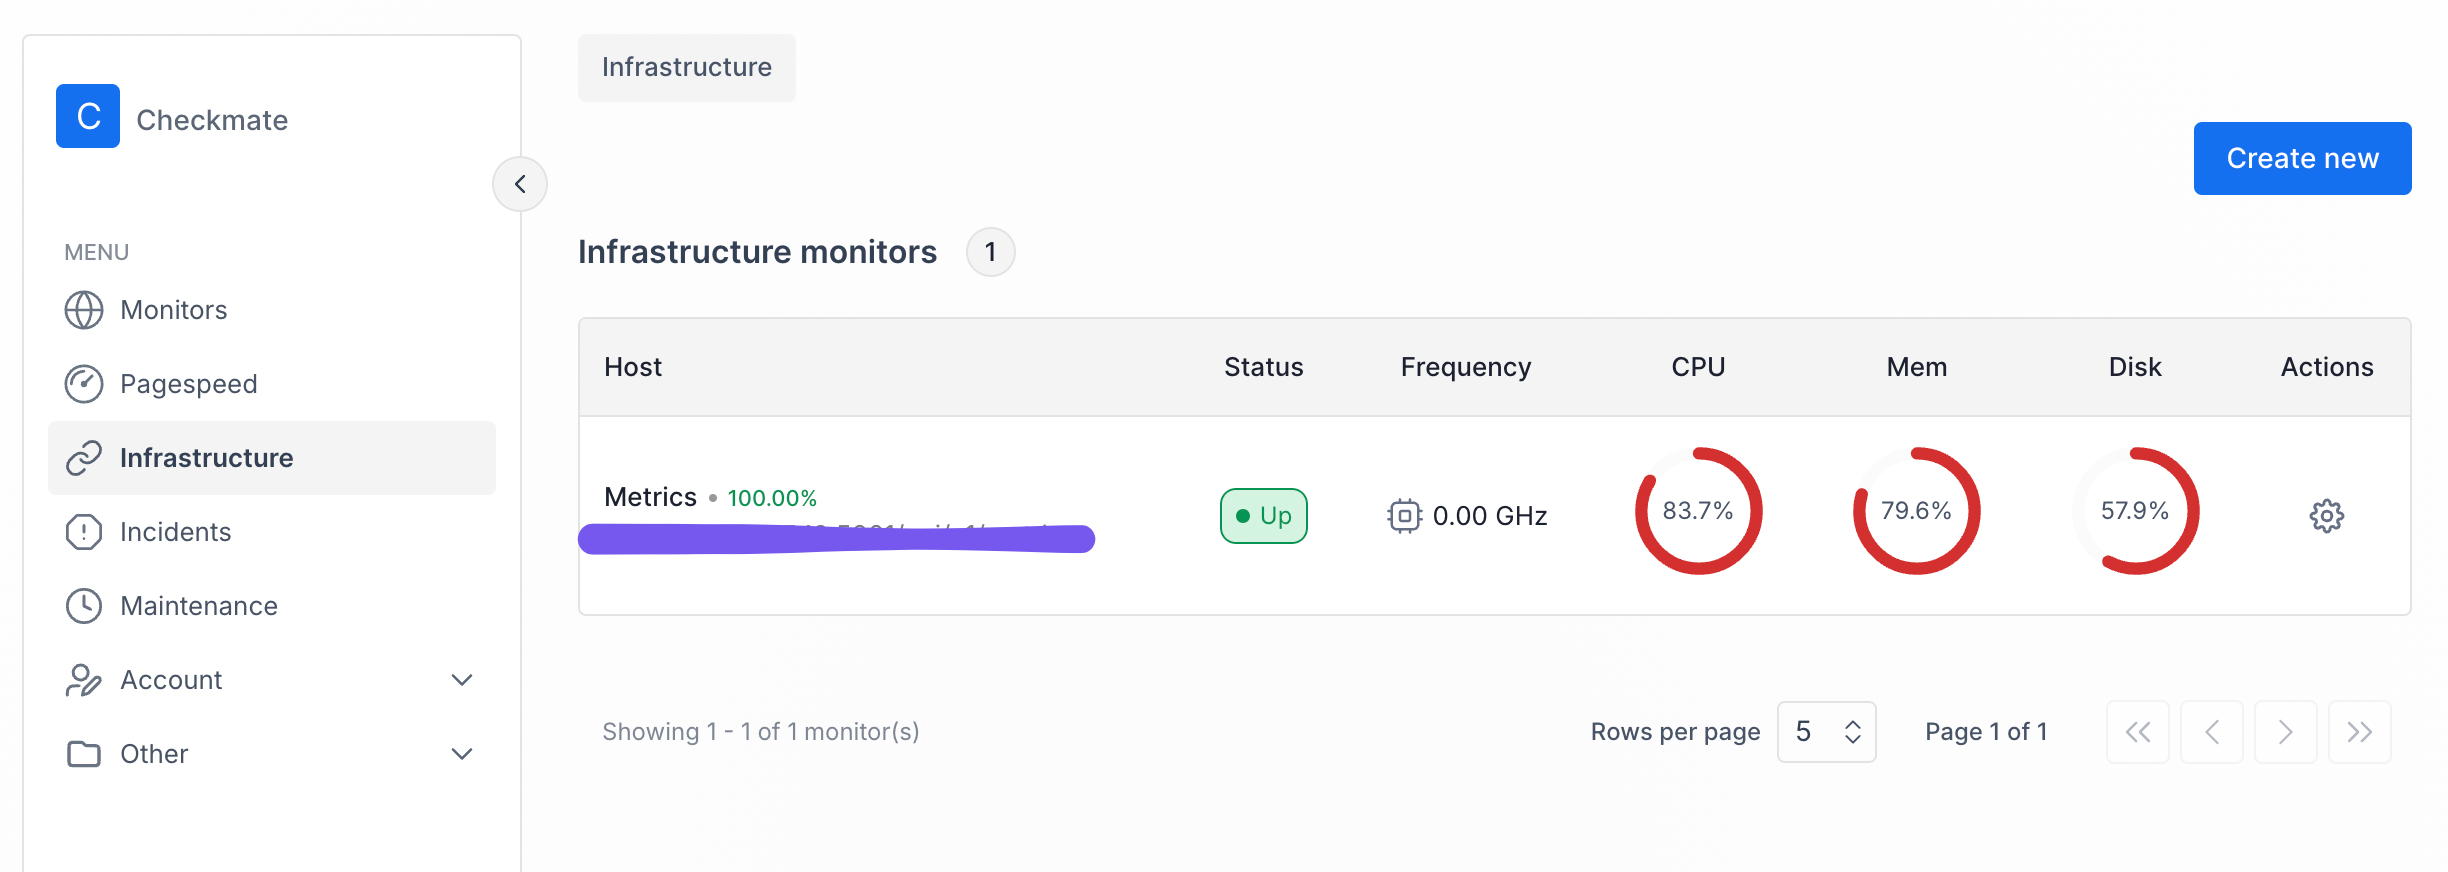 Infrastructure
C
Checkmate
Create new
MENU
Monitors
Pagespeed
Infrastructure
Incidents
Maintenance
Account
Other
Infrastructure monitors 1
Host Status Frequency CPU Mem Disk Actions
Metrics 100.00%
Up 0.00 GHz 83.7% 79.6% 57.9%
Showing 1 - 1 of 1 monitor(s)
Rows per page 5 Page 1 of 1